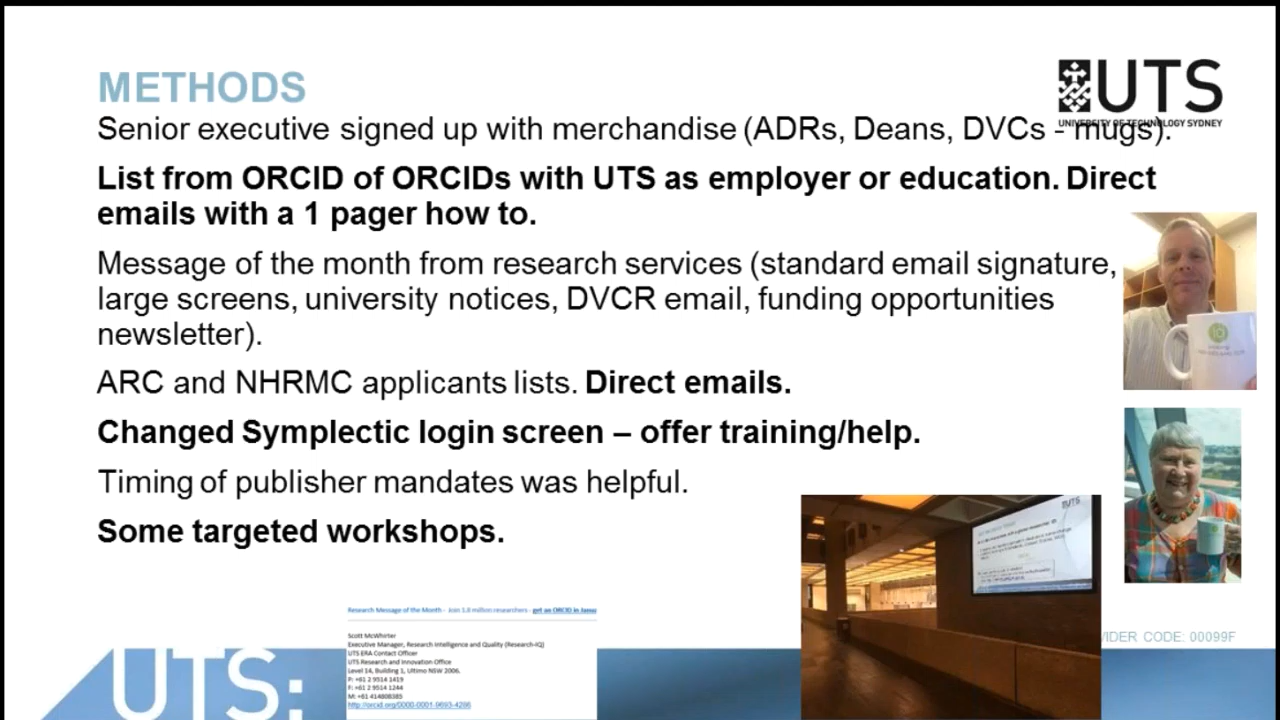 METHODS
UTS
UNIVERSITY OF TECHNOLOGY SYDNEY
Senior executive signed up with merchandise (ADRs, Deans, DVCs - mugs).
List from ORCID of ORCIDs with UTS as employer or education. Direct
emails with a 1 pager how to.
Message of the month from research services (standard email signature,
large screens, university notices, DVCR email, funding opportunities
newsletter).
ARC and NHRMC applicants lists. Direct emails.
Changed Symplectic login screen – offer training/help.
Timing of publisher mandates was helpful.
Some targeted workshops.
iD
UTS
Research Message of the Month - Join 1.8 million researchers - get an ORCID in
Scott McWhirter
Executive Manager, Research Intelligence and Quality (Research-IQ)
UTS ERA Contact Officer
UTS Research and Innovation Office
Level 14, Building 1, Ultimo NSW 2006.
P: +61 2 9514 1419
F: +61 2 9514 1244
M: +61 414808385
http://orcid.org/0000-0001-9693-4286
IDER CODE: 00099F
UTS: